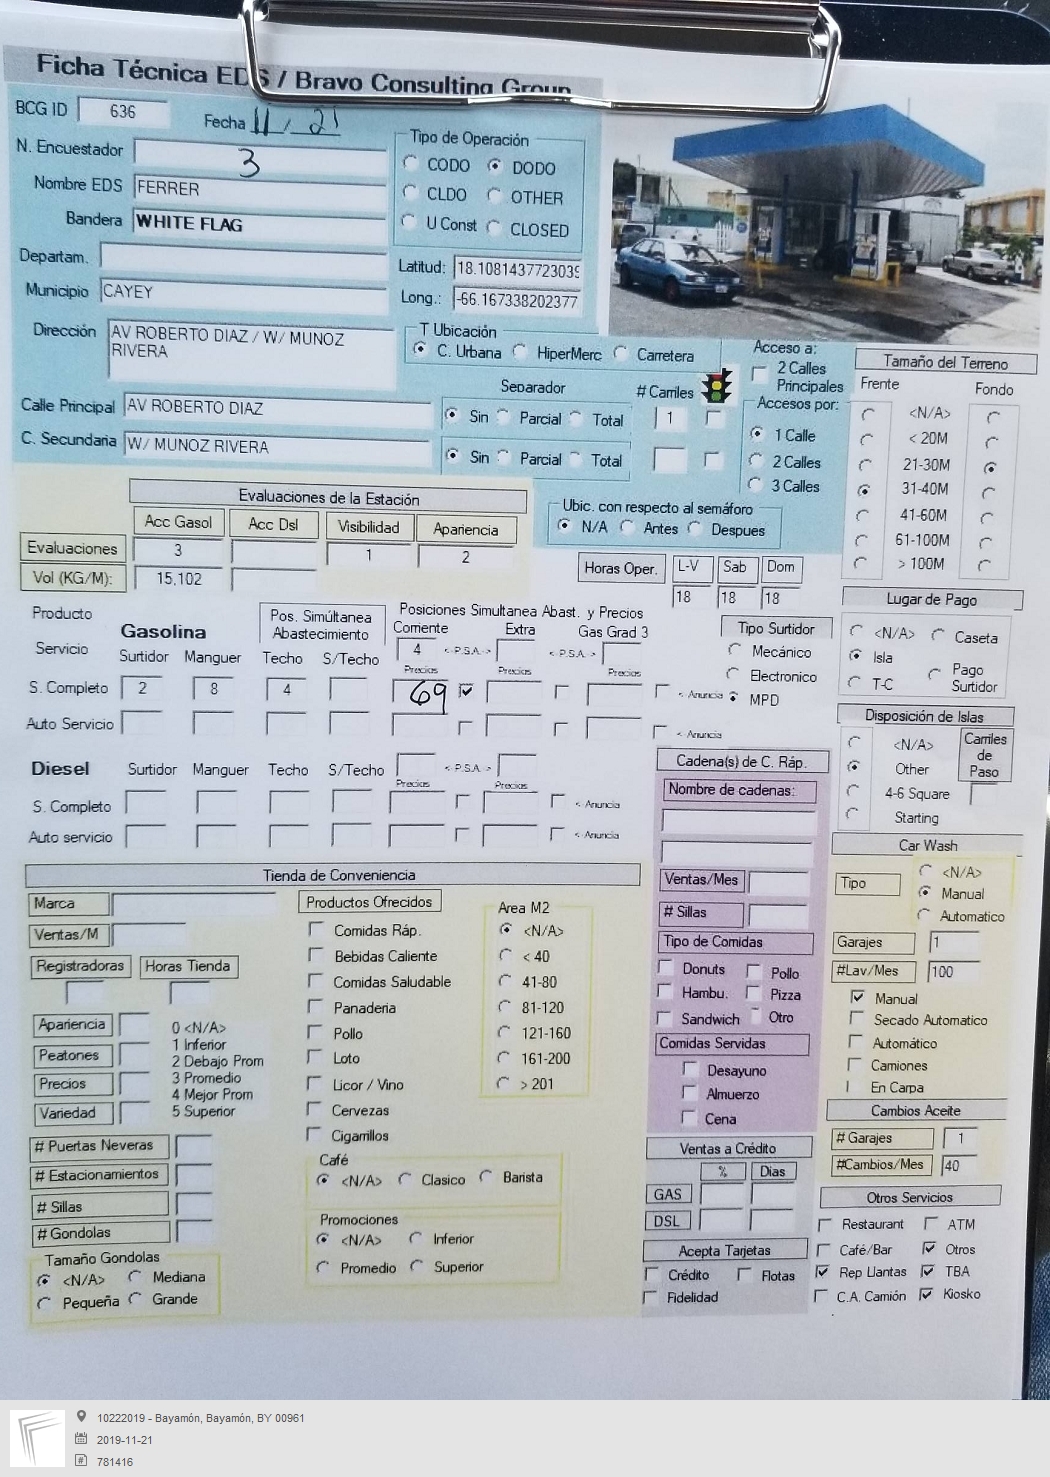 Ficha Técnica EDS / Bravo Consulting Group
BCG ID 636 Fecha 11 / 21
N. Encuestador 3
Nombre EDS FERRER
Bandera WHITE FLAG
Departam.
Municipio CAYEY
Dirección AV ROBERTO DIAZ / W/ MUNOZ
RIVERA
Calle Principal AV ROBERTO DIAZ
C. Secundaria W/ MUNOZ RIVERA
Tipo de Operación
CODO DODO
CLDO OTHER
U Const CLOSED
Latitud: 18.1081437723039
Long.: -66.167338202377
T Ubicación
C. Urbana HiperMerc Carretera
Separador # Carriles
Sin Parcial Total 1
Sin Parcial Total
Acceso a:
2 Calles
Principales
Accesos por:
1 Calle
2 Calles
3 Calles
Ubic. con respecto al semáforo
N/A Antes Despues
Tamaño del Terreno
Frente Fondo
<N/A>
< 20M
21-30M
31-40M
41-60M
61-100M
> 100M
Evaluaciones de la Estación
Acc Gasol Acc Dsl Visibilidad Apariencia
Evaluaciones 3 1 2
Vol (KG/M): 15,102
Horas Oper. L-V Sab Dom
18 18 18
Producto
Servicio
Gasolina
Pos. Simúltanea
Abastecimiento
Posiciones Simultanea Abast. y Precios
Corriente Extra Gas Grad 3
4 <-P.S.A.-> <-P.S.A.->
Surtidor Manguer Techo S/Techo Precios Precios Precios
S. Completo 2 8 4 69 <- Anuncia
Auto Servicio <- Anuncia
Tipo Surtidor
Mecánico
Electronico
MPD
Lugar de Pago
<N/A> Caseta
Isla Pago
Surtidor
T-C
Disposición de Islas
<N/A> Carriles
de
Paso
Other
4-6 Square
Starting
Diesel Surtidor Manguer Techo S/Techo <-P.S.A.->
Precios Precios
S. Completo <- Anuncia
Auto servicio <- Anuncia
Cadena(s) de C. Ráp.
Nombre de cadenas:
Ventas/Mes
# Sillas
Tipo de Comidas
Donuts Pollo
Hambu. Pizza
Sandwich Otro
Comidas Servidas
Desayuno
Almuerzo
Cena
Car Wash
Tipo <N/A>
Manual
Automatico
Garajes 1
#Lav/Mes 100
Manual
Secado Automatico
Automático
Camiones
En Carpa
Cambios Aceite
# Garajes 1
#Cambios/Mes 40
Tienda de Conveniencia
Marca
Ventas/M
Registradoras Horas Tienda
Apariencia
Peatones
Precios
Variedad
0 <N/A>
1 Inferior
2 Debajo Prom
3 Promedio
4 Mejor Prom
5 Superior
# Puertas Neveras
# Estacionamientos
# Sillas
# Gondolas
Tamaño Gondolas
<N/A> Mediana
Pequeña Grande
Productos Ofrecidos
Comidas Ráp.
Bebidas Caliente
Comidas Saludable
Panaderia
Pollo
Loto
Licor / Vino
Cervezas
Cigarrillos
Area M2
<N/A>
< 40
41-80
81-120
121-160
161-200
> 201
Café
<N/A> Clasico Barista
Promociones
<N/A> Inferior
Promedio Superior
Ventas a Crédito
% Dias
GAS
DSL
Acepta Tarjetas
Crédito Flotas
Fidelidad
Otros Servicios
Restaurant ATM
Café/Bar Otros
Rep Llantas TBA
C.A. Camión Kiosko
10222019 - Bayamón, Bayamón, BY 00961
2019-11-21
781416